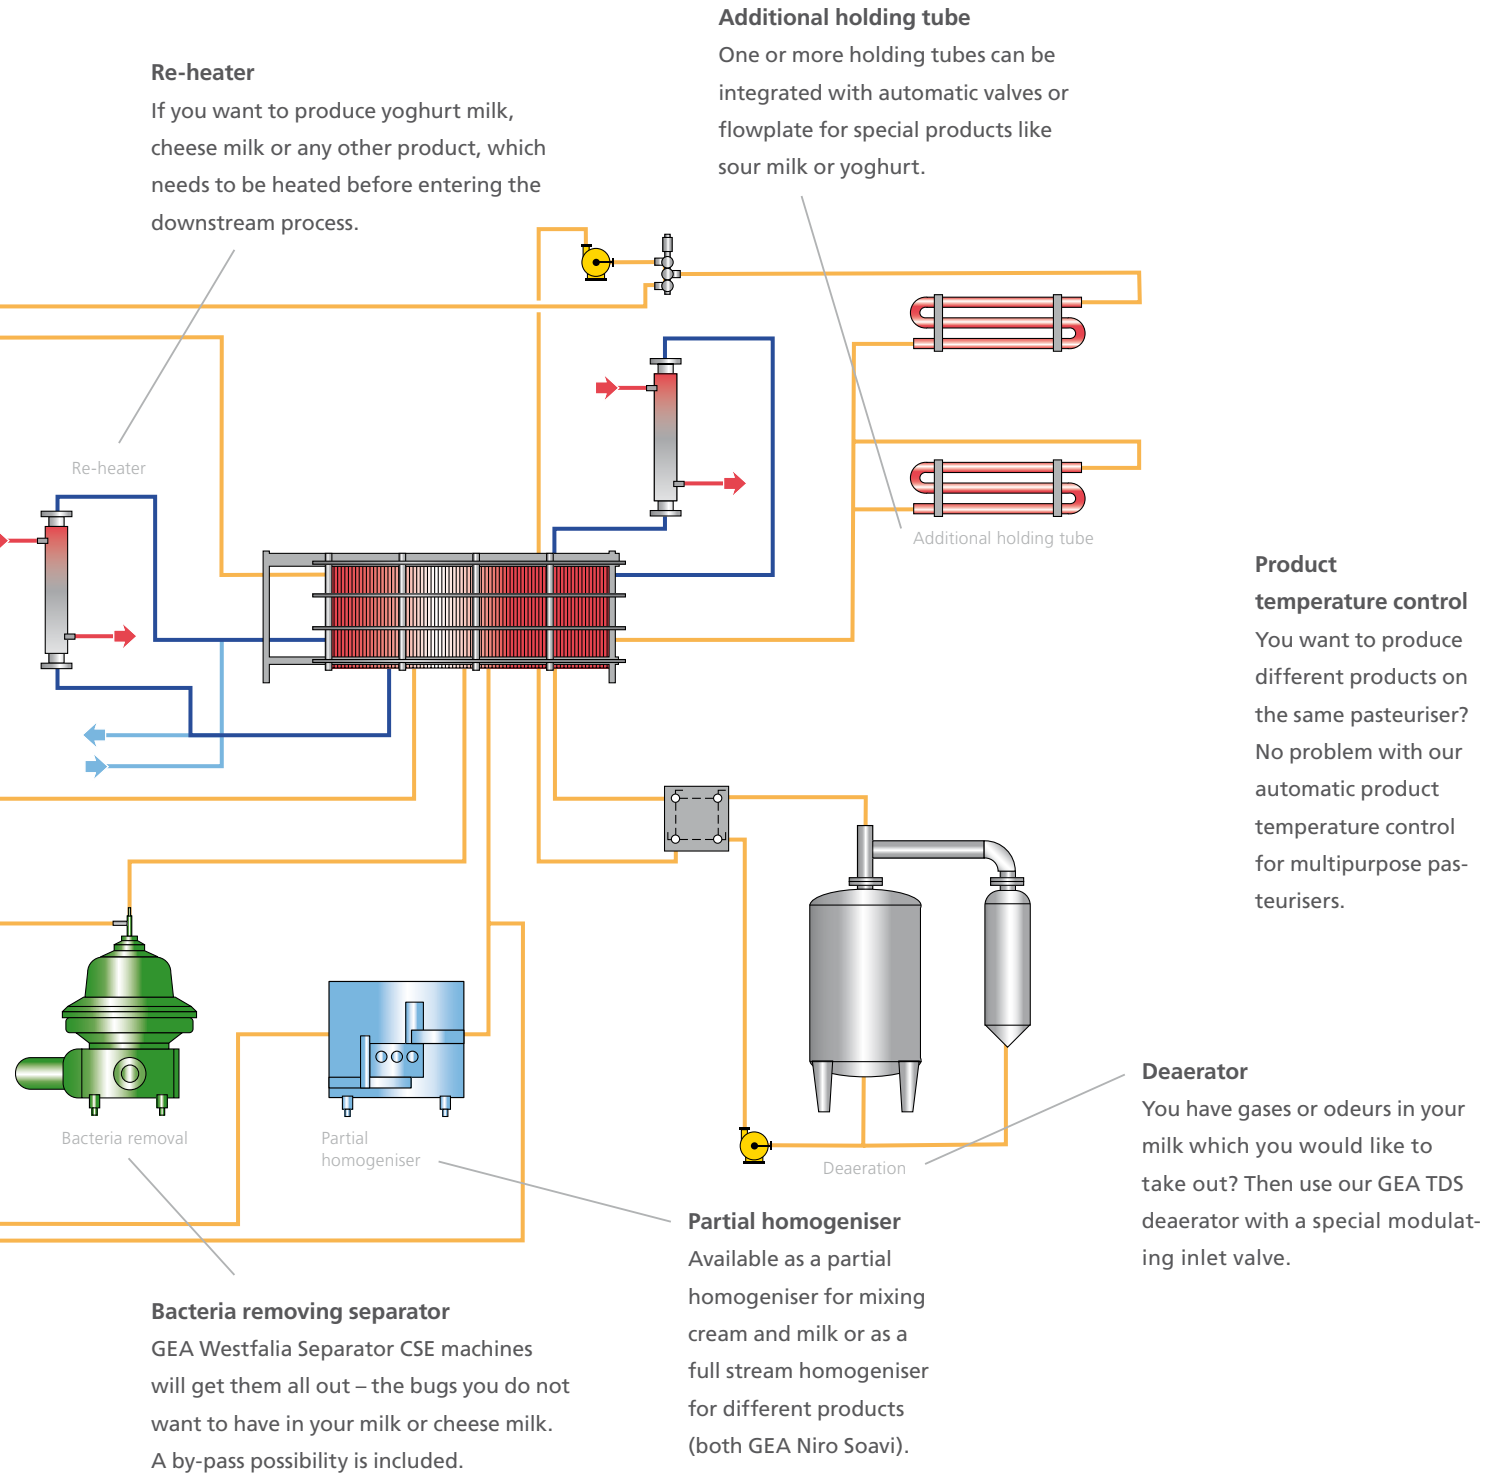 Additional holding tube
One or more holding tubes can be
integrated with automatic valves or
flowplate for special products like
sour milk or yoghurt.
Re-heater
If you want to produce yoghurt milk,
cheese milk or any other product, which
needs to be heated before entering the
downstream process.
Re-heater
Additional holding tube
Product
temperature control
You want to produce
different products on
the same pasteuriser?
No problem with our
automatic product
temperature control
for multipurpose pas-
teurisers.
Bacteria removal
Partial
homogeniser
Deaeration
Deaerator
You have gases or odeurs in your
milk which you would like to
take out? Then use our GEA TDS
deaerator with a special modulat-
ing inlet valve.
Partial homogeniser
Available as a partial
homogeniser for mixing
cream and milk or as a
full stream homogeniser
for different products
(both GEA Niro Soavi).
Bacteria removing separator
GEA Westfalia Separator CSE machines
will get them all out – the bugs you do not
want to have in your milk or cheese milk.
A by-pass possibility is included.